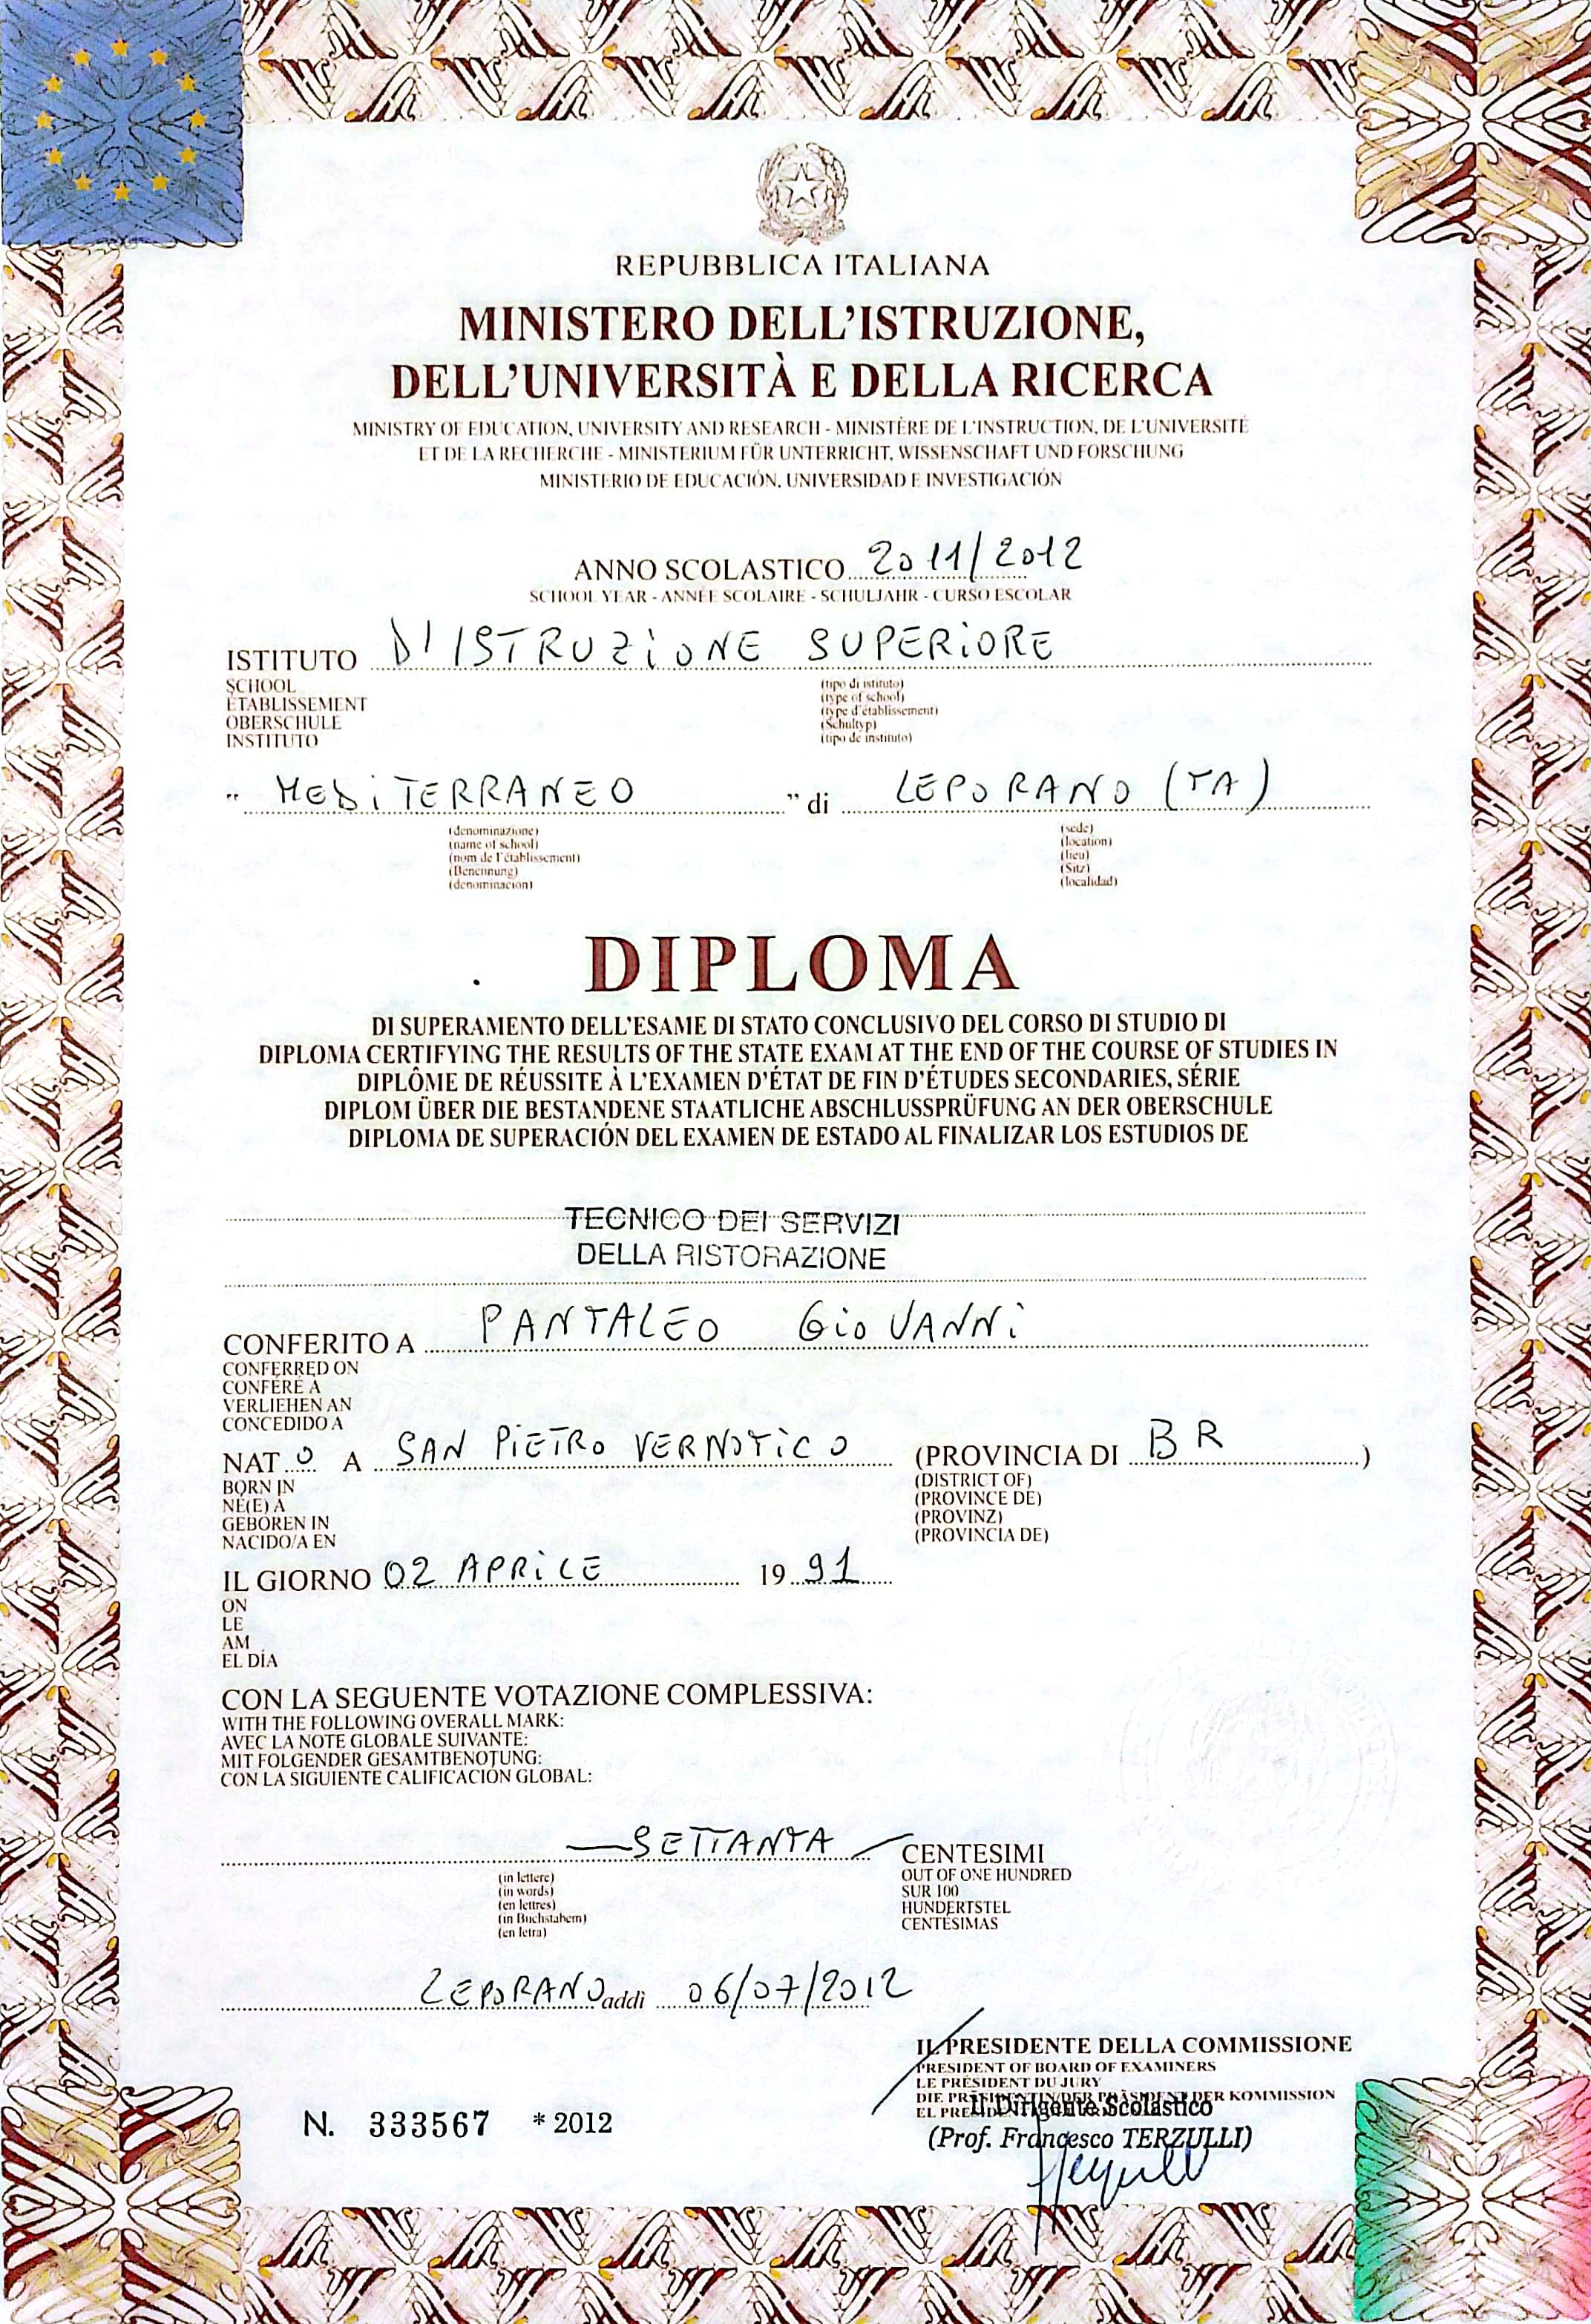 REPUBBLICA ITALIANA
MINISTERO DELL'ISTRUZIONE,
DELL'UNIVERSITÀ E DELLA RICERCA
MINISTRY OF EDUCATION, UNIVERSITY AND RESEARCH - MINISTÈRE DE L'INSTRUCTION, DE L'UNIVERSITÉ
ET DE LA RECHERCHE - MINISTERIUM FÜR UNTERRICHT, WISSENSCHAFT UND FORSCHUNG
MINISTERIO DE EDUCACIÓN, UNIVERSIDAD E INVESTIGACIÓN
ANNO SCOLASTICO 2011/2012
SCHOOL YEAR - ANNÉE SCOLAIRE - SCHULJAHR - CURSO ESCOLAR
ISTITUTO D'ISTRUZIONE SUPERIORE
SCHOOL
ÉTABLISSEMENT
OBERSCHULE
INSTITUTO
(tipo di istituto)
(type of school)
(type d'établissement)
(Schultyp)
(tipo de instituto)
" MEDITERRANEO " di LEPORANO (TA)
(denominazione)
(name of school)
(nom de l'établissement)
(Benennung)
(denominación)
(sede)
(location)
(lieu)
(Sitz)
(localidad)
DIPLOMA
DI SUPERAMENTO DELL'ESAME DI STATO CONCLUSIVO DEL CORSO DI STUDIO DI
DIPLOMA CERTIFYING THE RESULTS OF THE STATE EXAM AT THE END OF THE COURSE OF STUDIES IN
DIPLÔME DE RÉUSSITE À L'EXAMEN D'ÉTAT DE FIN D'ÉTUDES SECONDARIES, SÉRIE
DIPLOM ÜBER DIE BESTANDENE STAATLICHE ABSCHLUSSPRÜFUNG AN DER OBERSCHULE
DIPLOMA DE SUPERACIÓN DEL EXAMEN DE ESTADO AL FINALIZAR LOS ESTUDIOS DE
TECNICO DEI SERVIZI
DELLA RISTORAZIONE
CONFERITO A PANTALEO GIOVANNI
CONFERRED ON
CONFÉRÉ À
VERLIEHEN AN
CONCEDIDO A
NATO A SAN PIETRO VERNOTICO (PROVINCIA DI BR)
BORN IN
NÉ(E) À
GEBOREN IN
NACIDO/A EN
(DISTRICT OF)
(PROVINCE DE)
(PROVINZ)
(PROVINCIA DE)
IL GIORNO 02 APRILE 1991
ON
LE
AM
EL DÍA
CON LA SEGUENTE VOTAZIONE COMPLESSIVA:
WITH THE FOLLOWING OVERALL MARK:
AVEC LA NOTE GLOBALE SUIVANTE:
MIT FOLGENDER GESAMTBENOTUNG:
CON LA SIGUIENTE CALIFICACIÓN GLOBAL:
SETTANTA CENTESIMI
(in lettere)
(in words)
(en lettres)
(in Buchstabem)
(en letra)
OUT OF ONE HUNDRED
SUR 100
HUNDERTSTEL
CENTÉSIMAS
LEPORANO addì 06/07/2012
IL PRESIDENTE DELLA COMMISSIONE
PRESIDENT OF BOARD OF EXAMINERS
LE PRÉSIDENT DU JURY
DIE PRÄSIDENTIN/DER PRÄSIDENT DER KOMMISSION
Il Dirigente Scolastico
(Prof. Francesco TERZULLI)
N. 333567 * 2012